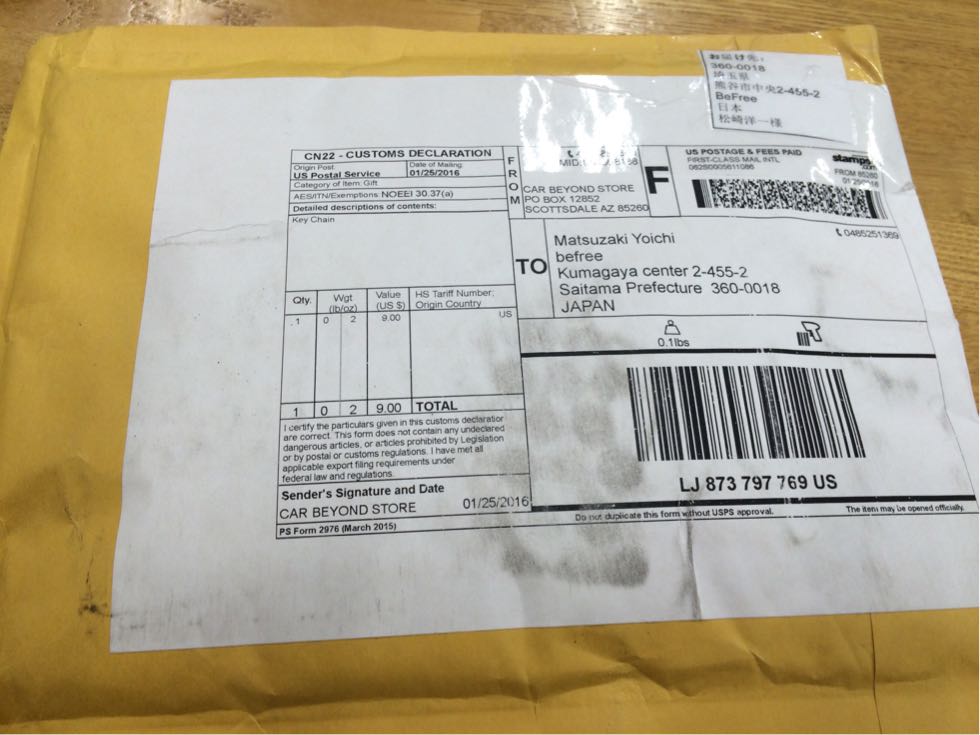 お届け先:
360-0018
埼玉県
熊谷市中央2-455-2
BeFree
日本
松崎洋一様
CN22 - CUSTOMS DECLARATION
Origin Post:
US Postal Service
Date of Mailing:
01/25/2016
Category of Item: Gift
AES/ITN/Exemptions: NOEEI 30.37(a)
Detailed descriptions of contents:
Key Chain
Qty.
Wgt
(lb/oz)
Value
(US $)
HS Tariff Number;
Origin Country
1 0 2 9.00 US
1 0 2 9.00 TOTAL
I certify the particulars given in this customs declaration
are correct. This form does not contain any undeclared
dangerous articles, or articles prohibited by Legislation
or by postal or customs regulations. I have met all
applicable export filing requirements under
federal law and regulations.
Sender's Signature and Date
CAR BEYOND STORE 01/25/2016
PS Form 2976 (March 2015)
FROM
CAR BEYOND STORE
PO BOX 12852
SCOTTSDALE AZ 85260
F
US POSTAGE & FEES PAID
FIRST-CLASS MAIL INTL
062S0005611086
stamps
.com
FROM 85260
TO
Matsuzaki Yoichi
befree
Kumagaya center 2-455-2
Saitama Prefecture 360-0018
JAPAN
0485251369
0.1lbs
LJ 873 797 769 US
Do not duplicate this form without USPS approval.
The item may be opened officially.